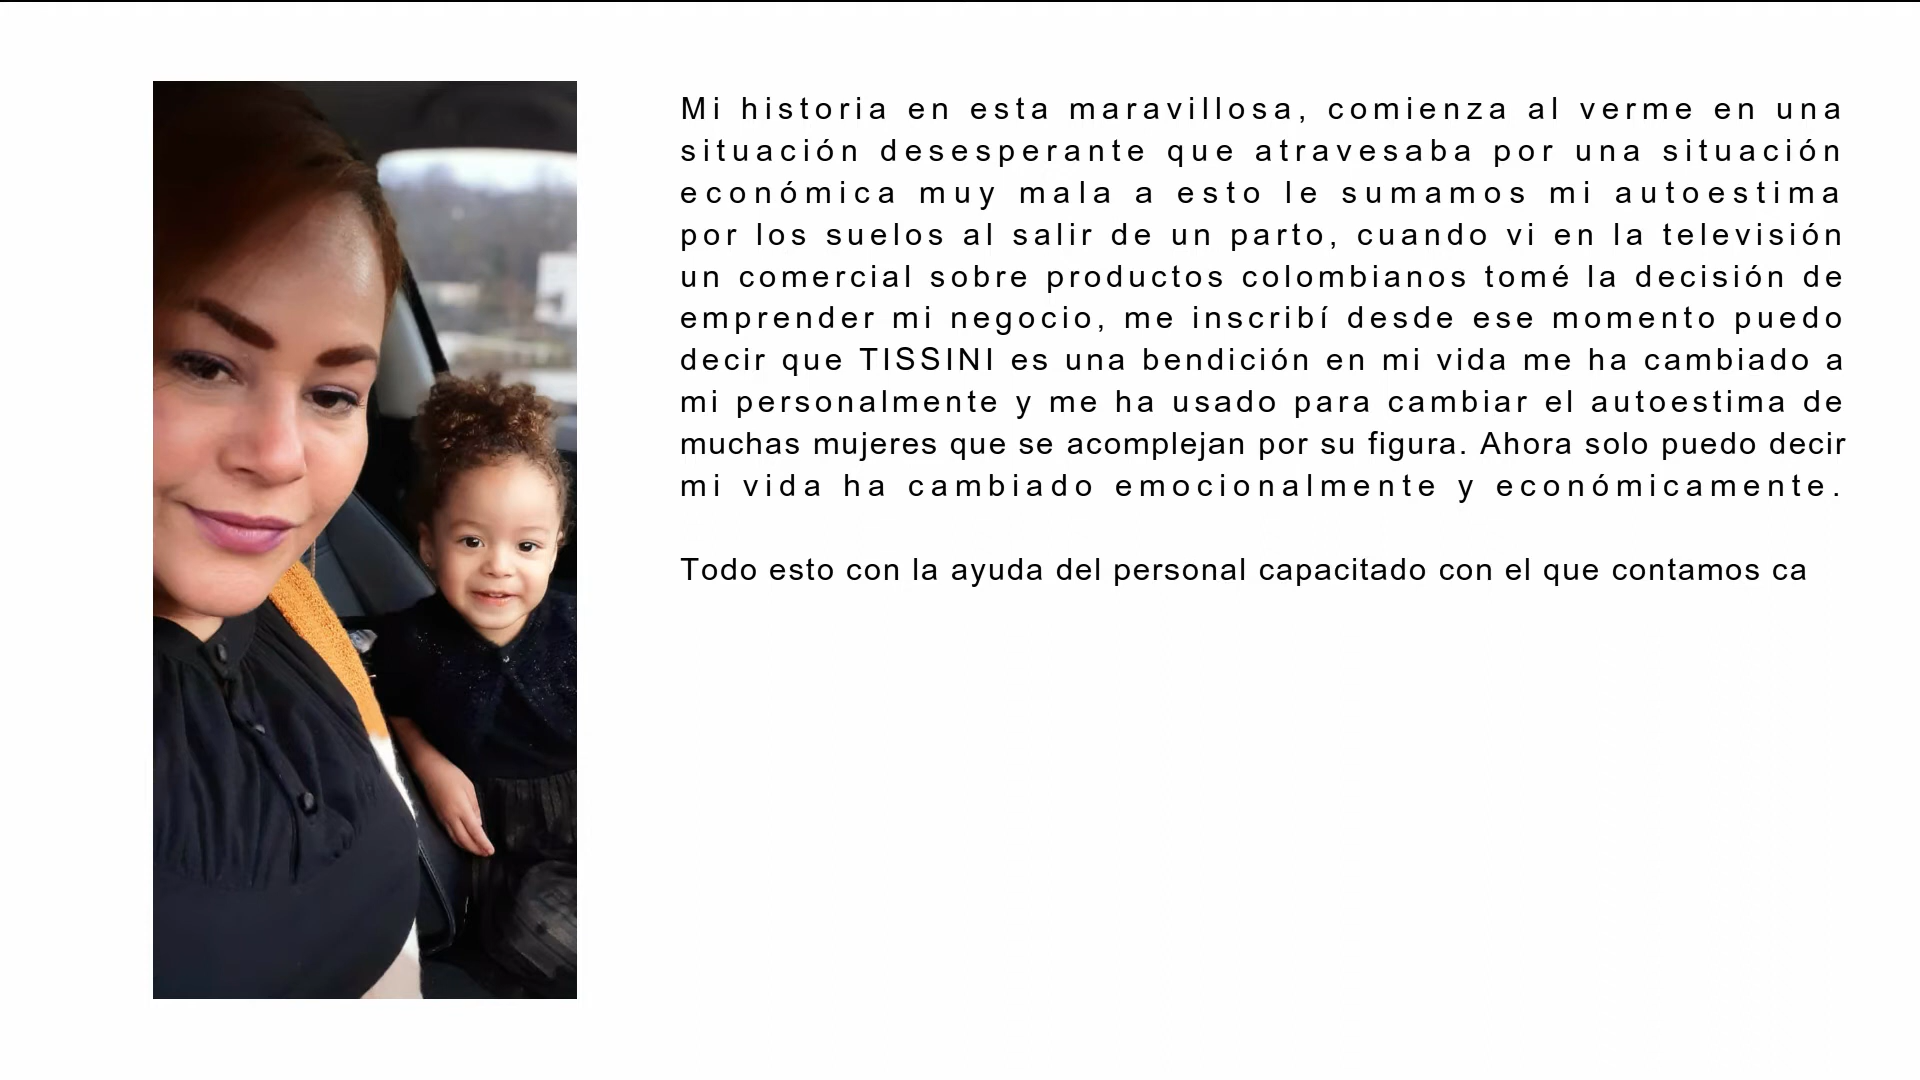 Mi historia en esta maravillosa, comienza al verme en una
situación desesperante que atravesaba por una situación
económica muy mala a esto le sumamos mi autoestima
por los suelos al salir de un parto, cuando vi en la televisión
un comercial sobre productos colombianos tomé la decisión de
emprender mi negocio, me inscribí desde ese momento puedo
decir que TISSINI es una bendición en mi vida me ha cambiado a
mi personalmente y me ha usado para cambiar el autoestima de
muchas mujeres que se acomplejan por su figura. Ahora solo puedo decir
mi vida ha cambiado emocionalmente y económicamente.
Todo esto con la ayuda del personal capacitado con el que contamos ca